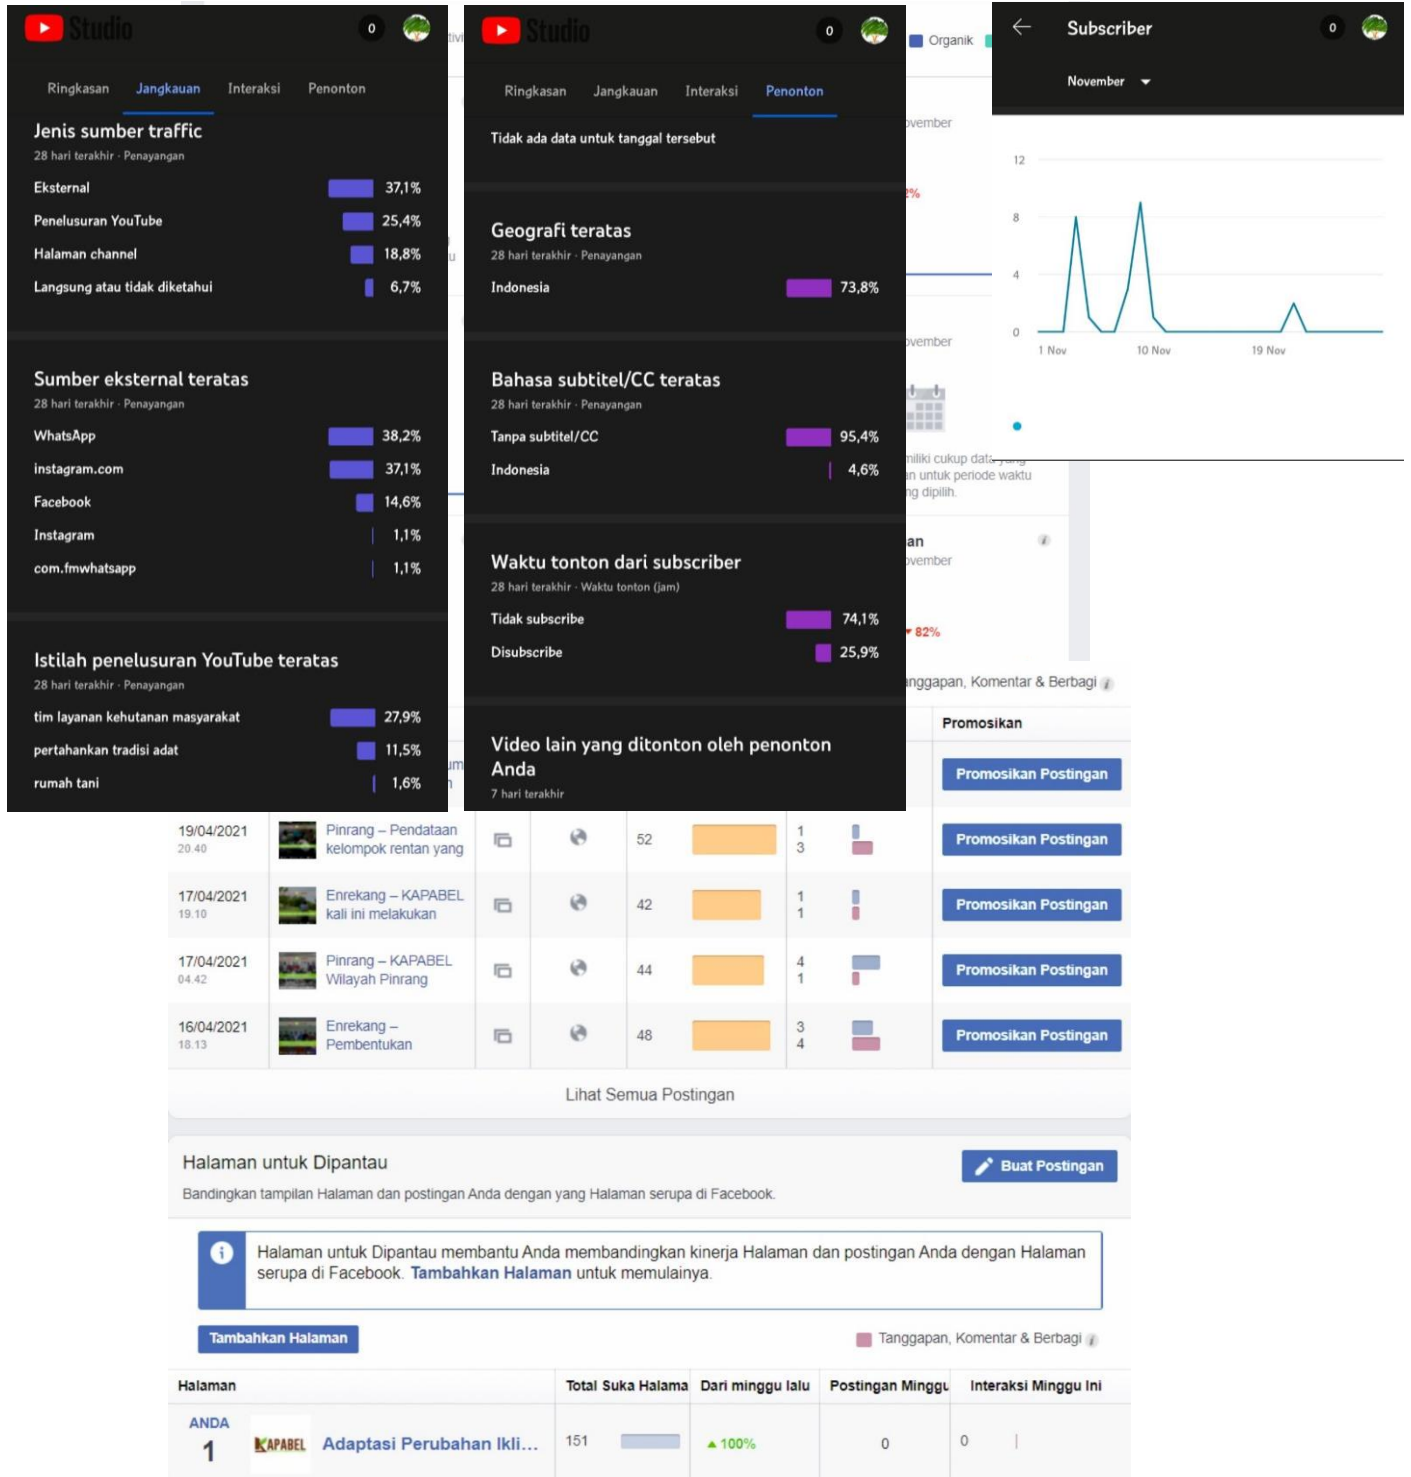 Studio
0
Ringkasan Jangkauan Interaksi Penonton
Jenis sumber traffic
28 hari terakhir · Penayangan
Eksternal 37,1%
Penelusuran YouTube 25,4%
Halaman channel 18,8%
Langsung atau tidak diketahui 6,7%
Sumber eksternal teratas
28 hari terakhir · Penayangan
WhatsApp 38,2%
instagram.com 37,1%
Facebook 14,6%
Instagram 1,1%
com.fmwhatsapp 1,1%
Istilah penelusuran YouTube teratas
28 hari terakhir · Penayangan
tim layanan kehutanan masyarakat 27,9%
pertahankan tradisi adat 11,5%
rumah tani 1,6%
Studio
0
Ringkasan Jangkauan Interaksi Penonton
Tidak ada data untuk tanggal tersebut
Geografi teratas
28 hari terakhir · Penayangan
Indonesia 73,8%
Bahasa subtitel/CC teratas
28 hari terakhir · Penayangan
Tanpa subtitel/CC 95,4%
Indonesia 4,6%
Waktu tonton dari subscriber
28 hari terakhir · Waktu tonton (jam)
Tidak subscribe 74,1%
Disubscribe 25,9%
Video lain yang ditonton oleh penonton
Anda
7 hari terakhir
Organik
Subscriber
0
November
12
8
4
0
1 Nov 10 Nov 19 Nov
cukup data
untuk periode waktu
dipilih.
82%
Komentar & Berbagi
Promosikan
Promosikan Postingan
19/04/2021 Pinrang – Pendataan 52 1 Promosikan Postingan
20.40 kelompok rentan yang 3
17/04/2021 Enrekang – KAPABEL 42 1 Promosikan Postingan
19.10 kali ini melakukan 1
17/04/2021 Pinrang – KAPABEL 44 4 Promosikan Postingan
04.42 Wilayah Pinrang 1
16/04/2021 Enrekang – 48 3 Promosikan Postingan
18.13 Pembentukan 4
Lihat Semua Postingan
Halaman untuk Dipantau
Buat Postingan
Bandingkan tampilan Halaman dan postingan Anda dengan yang Halaman serupa di Facebook.
Halaman untuk Dipantau membantu Anda membandingkan kinerja Halaman dan postingan Anda dengan Halaman
serupa di Facebook. Tambahkan Halaman untuk memulainya.
Tambahkan Halaman Tanggapan, Komentar & Berbagi
Halaman Total Suka Halama Dari minggu lalu Postingan Minggu Interaksi Minggu Ini
ANDA
1 KAPABEL Adaptasi Perubahan Ikli... 151 100% 0 0